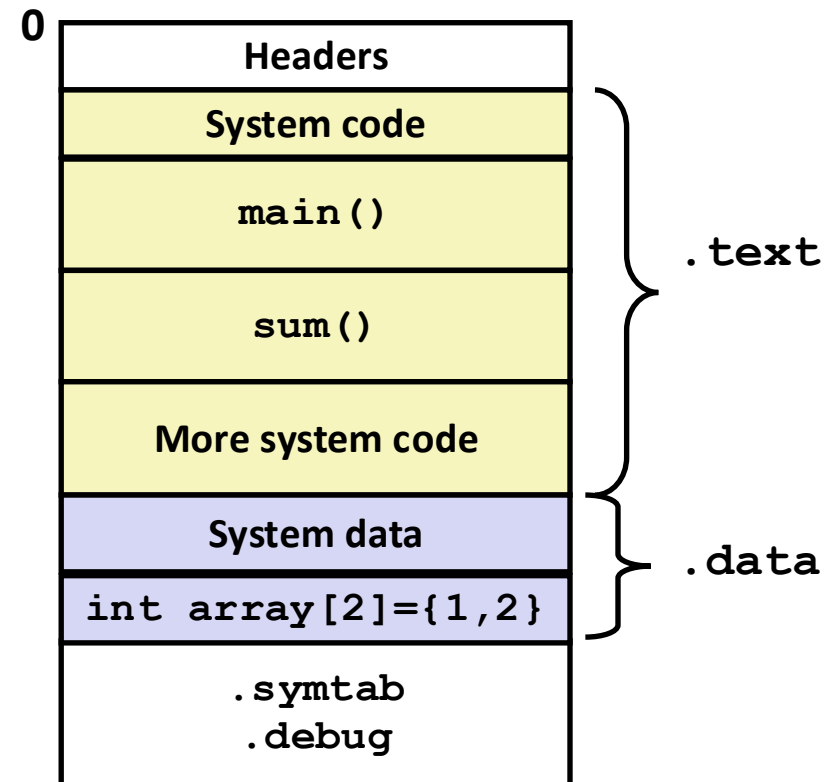 0
Headers
System code
main()
.text
sum()
More system code
System data
.data
int array[2]={1,2}
.symtab
.debug